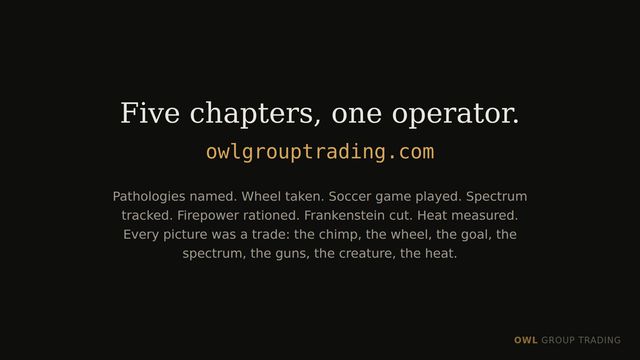 Five chapters, one operator.
owlgrouptrading.com
Pathologies named. Wheel taken. Soccer game played. Spectrum
tracked. Firepower rationed. Frankenstein cut. Heat measured.
Every picture was a trade: the chimp, the wheel, the goal, the
spectrum, the guns, the creature, the heat.
OWL GROUP TRADING